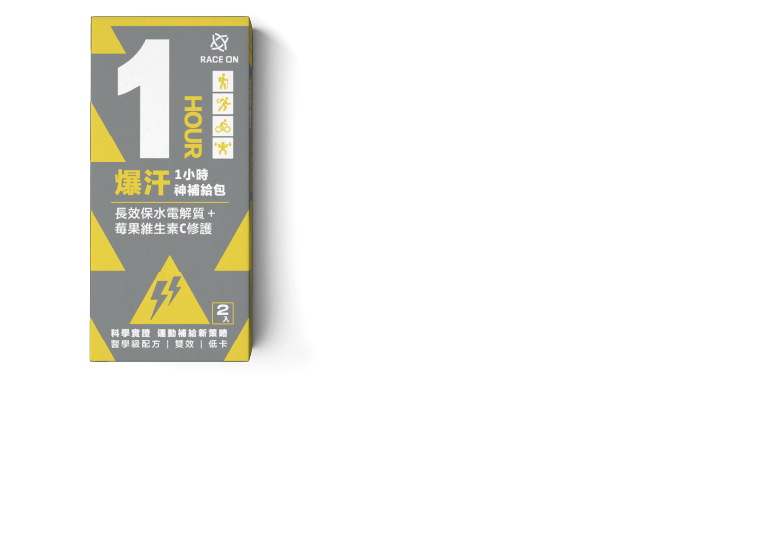 1
RACE ON
HOUR
爆汗
1小時
神補給包
長效保水電解質+
莓果維生素C修護
2入
科學實證 運動補給新策略
醫學級配方 | 雙效 | 低卡